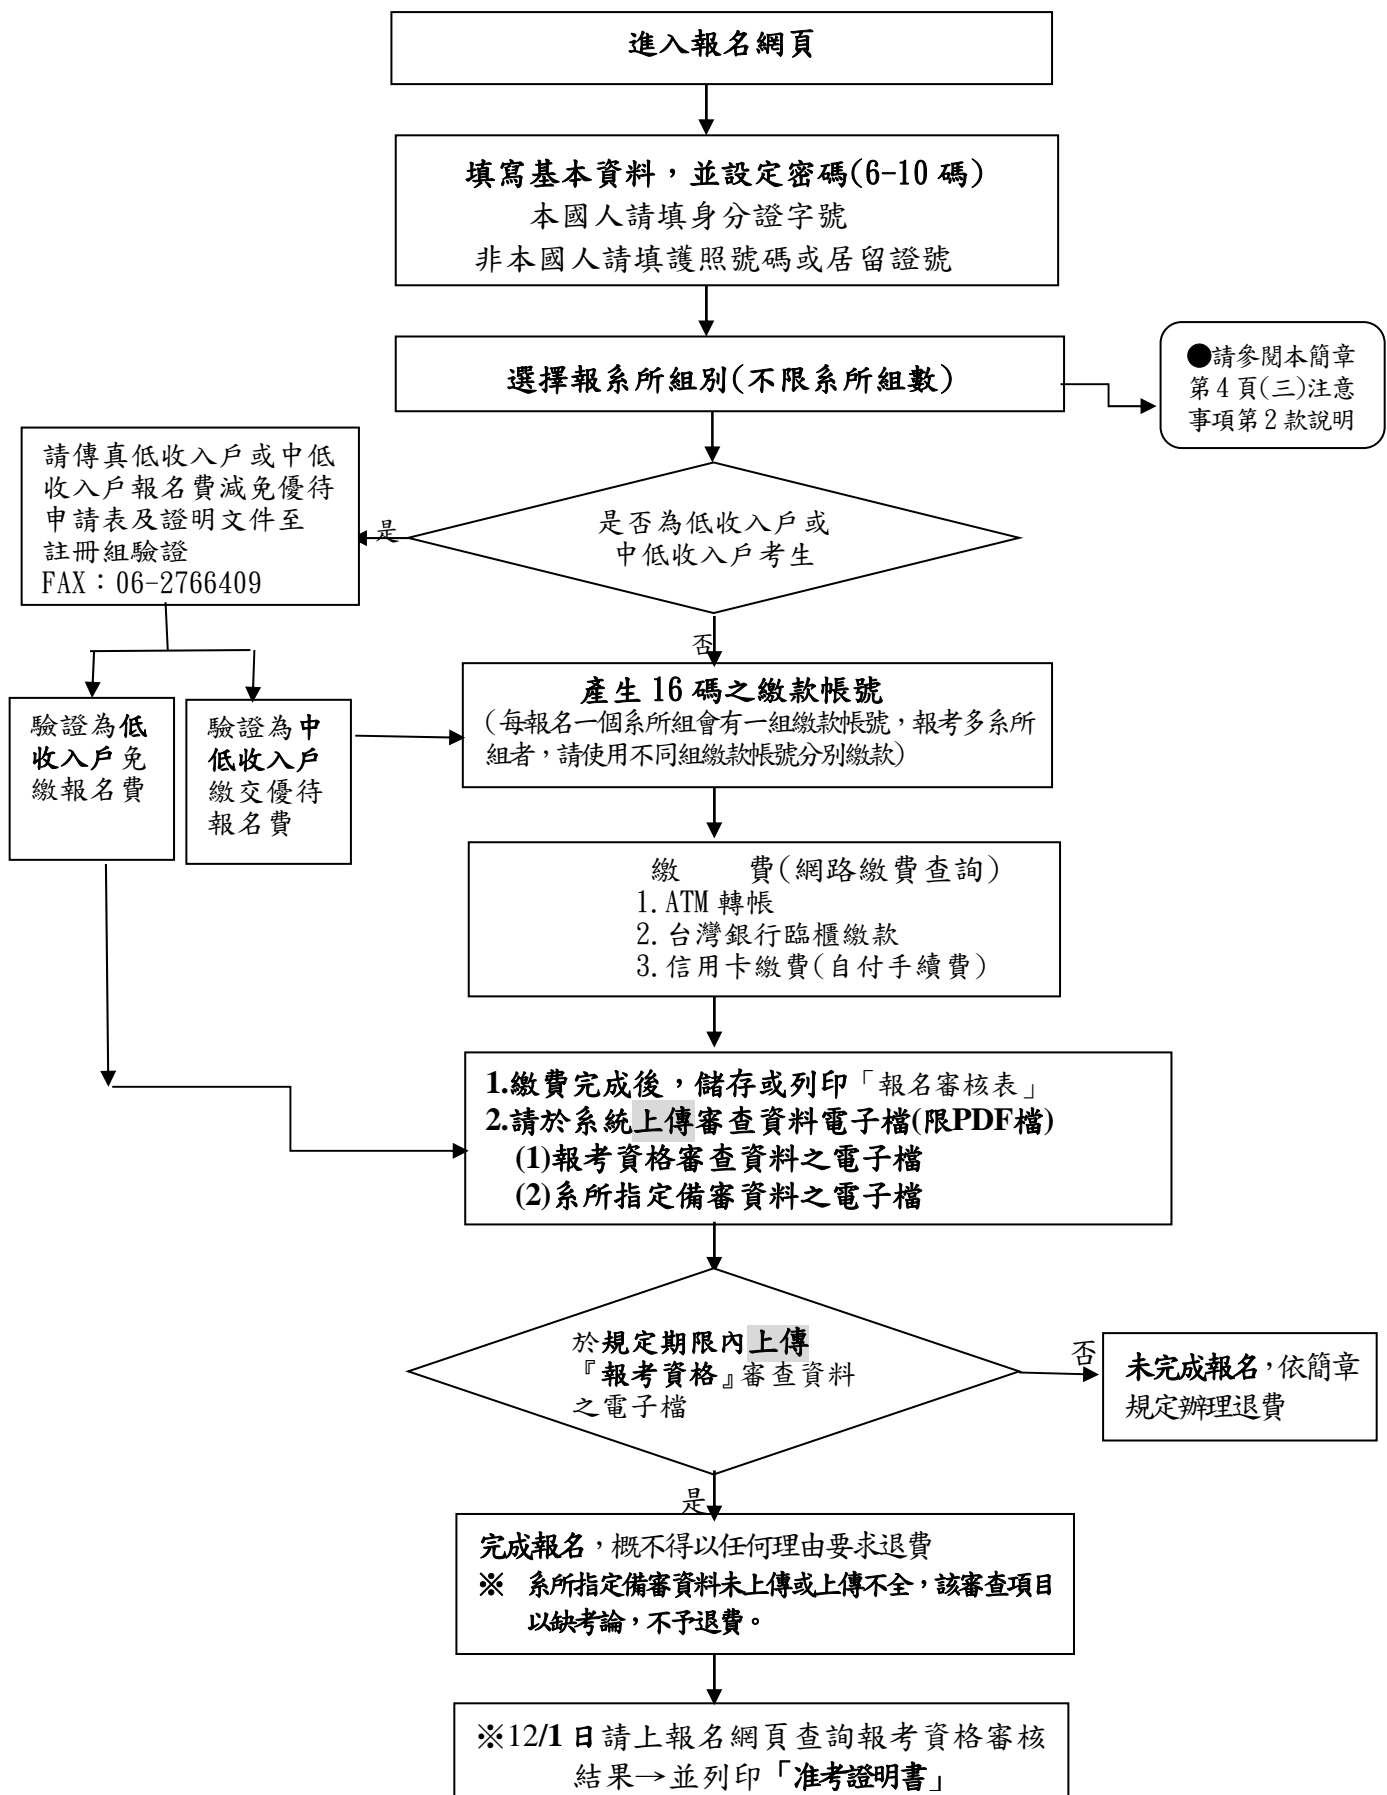 進入報名網頁
填寫基本資料，並設定密碼(6-10 碼)
本國人請填身分證字號
非本國人請填護照號碼或居留證號
選擇報系所組別(不限系所組數)
●請參閱本簡章
第 4 頁(三)注意
事項第 2 款說明
請傳真低收入戶或中低
收入戶報名費減免優待
申請表及證明文件至
註冊組驗證
FAX：06-2766409
是
是否為低收入戶或
中低收入戶考生
否
驗證為低
收入戶免
繳報名費
驗證為中
低收入戶
繳交優待
報名費
產生 16 碼之繳款帳號
(每報名一個系所組會有一組繳款帳號，報考多系所
組者，請使用不同組繳款帳號分別繳款)
繳　　費(網路繳費查詢)
1. ATM 轉帳
2. 台灣銀行臨櫃繳款
3. 信用卡繳費(自付手續費)
1.繳費完成後，儲存或列印「報名審核表」
2.請於系統上傳審查資料電子檔(限PDF檔)
(1)報考資格審查資料之電子檔
(2)系所指定備審資料之電子檔
於規定期限內上傳
『報考資格』審查資料
之電子檔
否
未完成報名，依簡章
規定辦理退費
是
完成報名，概不得以任何理由要求退費
※ 系所指定備審資料未上傳或上傳不全，該審查項目
以缺考論，不予退費。
※12/1 日請上報名網頁查詢報考資格審核
結果→並列印「准考證明書」